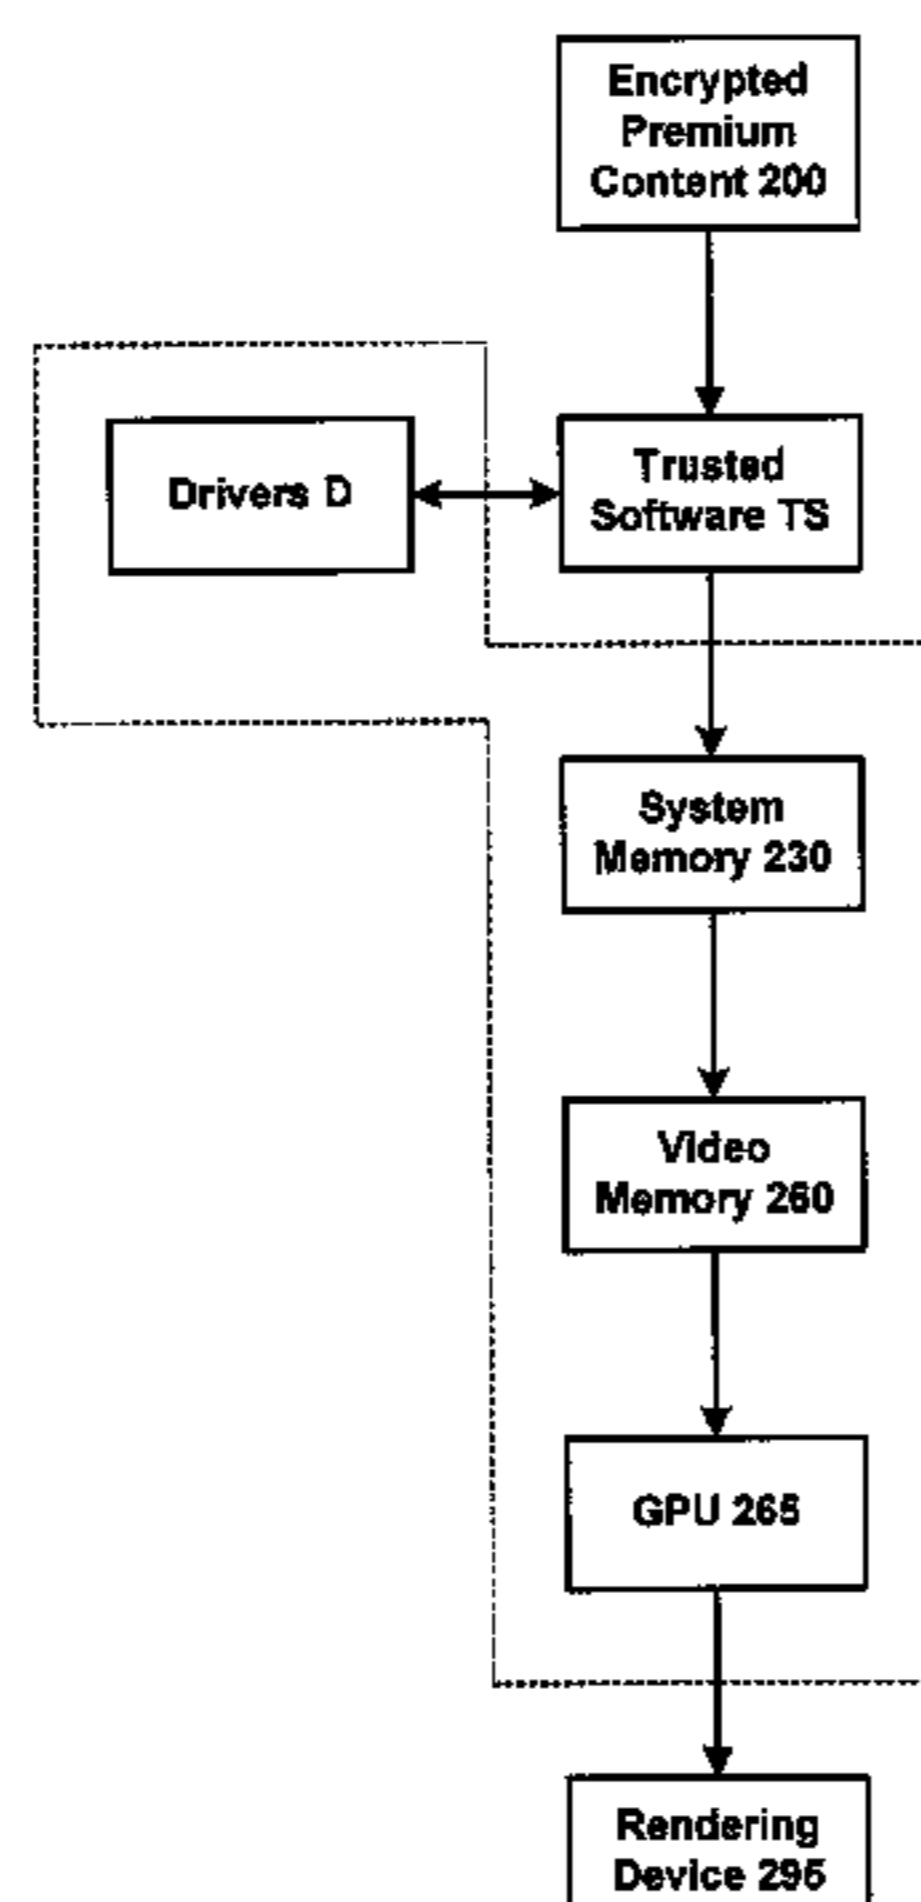 Encrypted
Premium
Content 200
Drivers D
Trusted
Software TS
System
Memory 230
Video
Memory 260
GPU 265
Rendering
Device 295